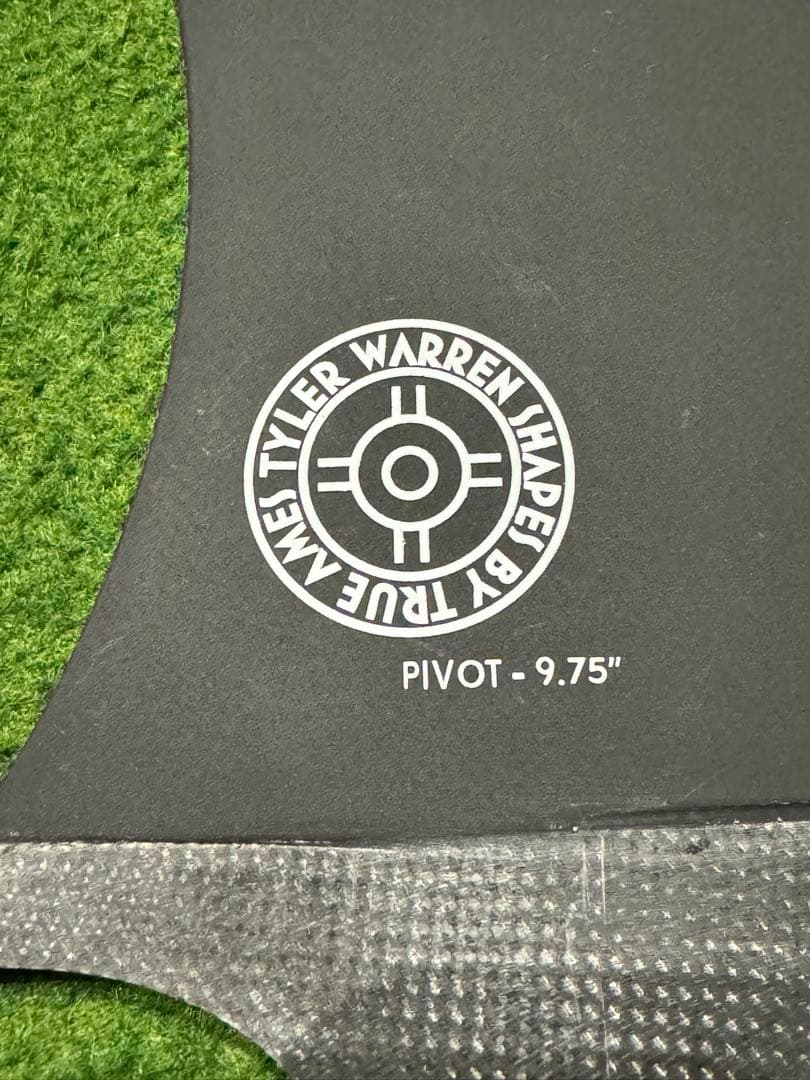 TYLER WARREN SHAPES BY TRUE AMES
PIVOT - 9.75"